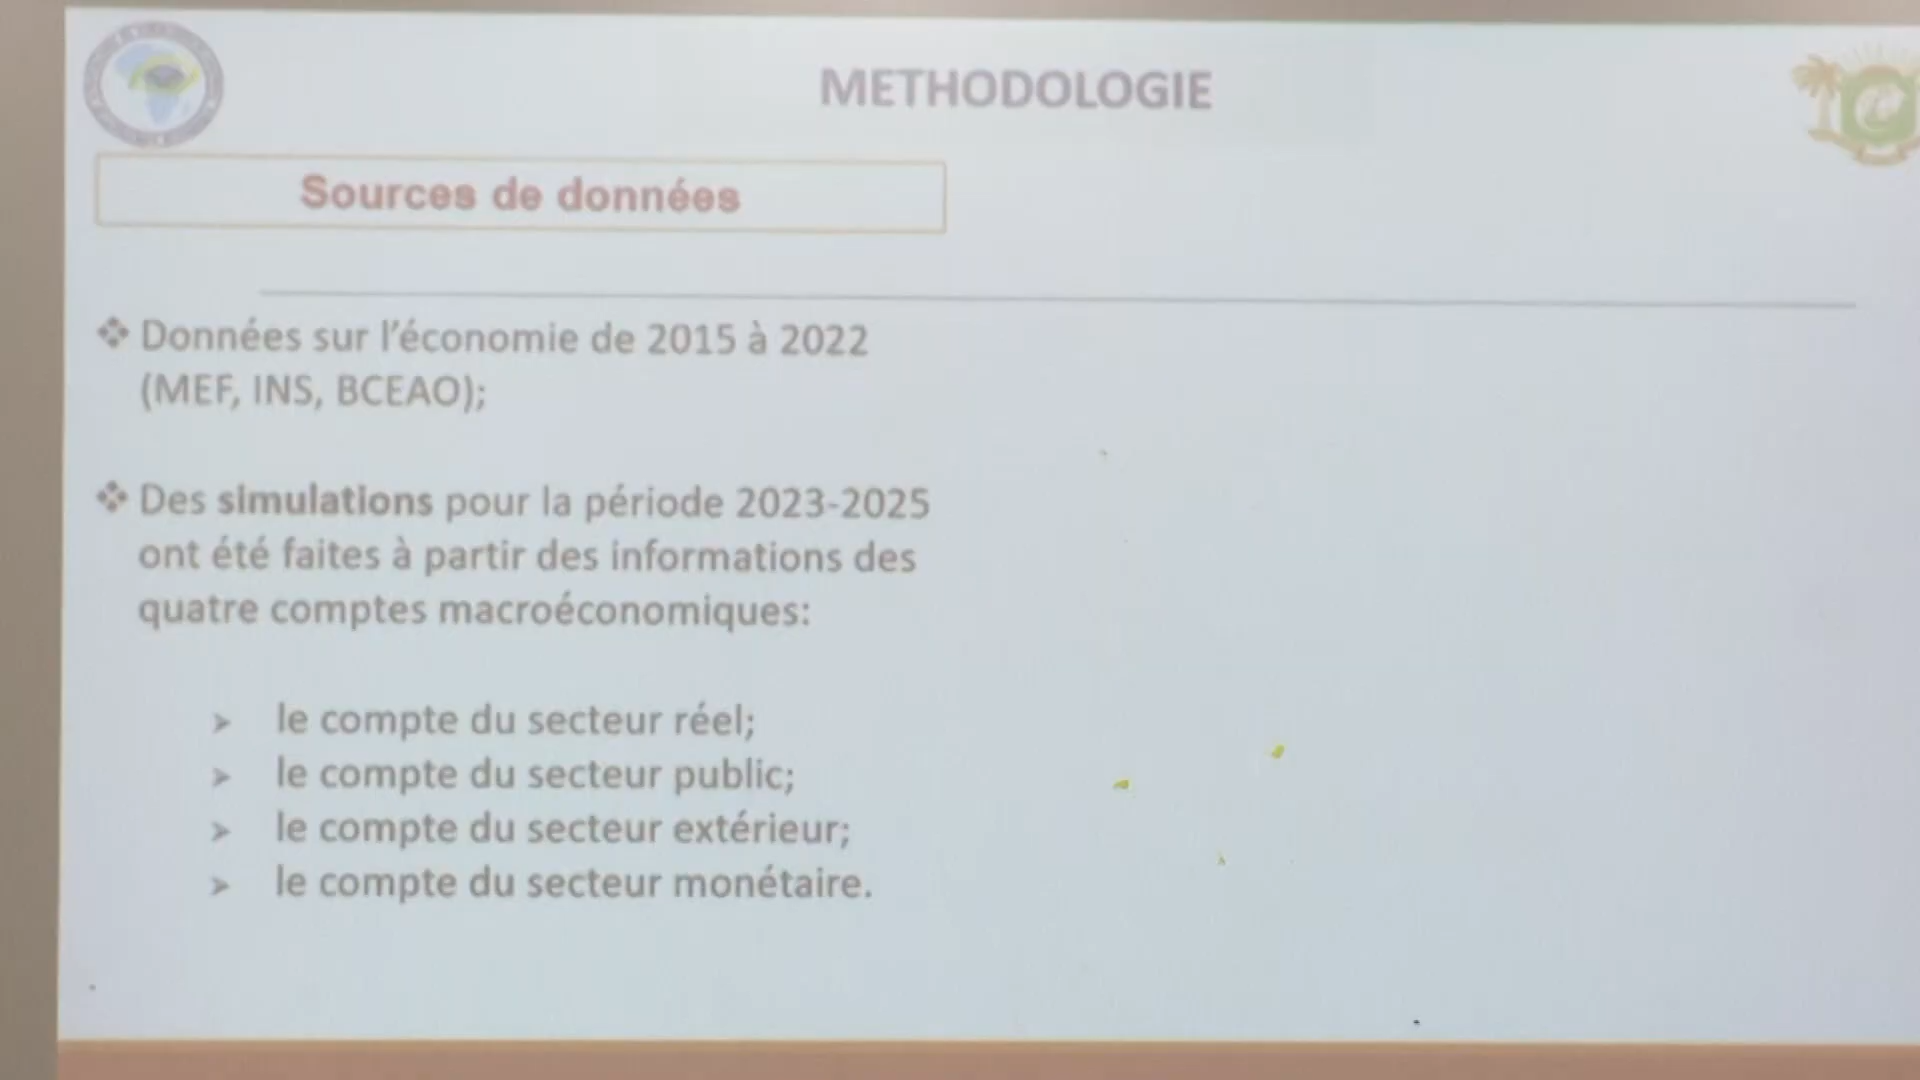 METHODOLOGIE
Sources de données
❖ Données sur l'économie de 2015 à 2022
(MEF, INS, BCEAO);
❖ Des simulations pour la période 2023-2025
ont été faites à partir des informations des
quatre comptes macroéconomiques:
➢ le compte du secteur réel;
➢ le compte du secteur public;
➢ le compte du secteur extérieur;
➢ le compte du secteur monétaire.